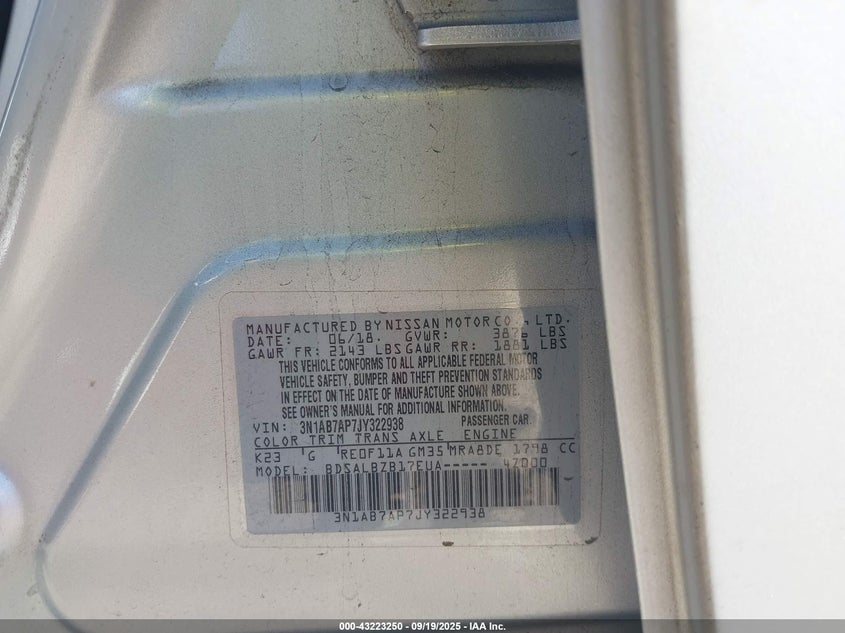 MANUFACTURED BY NISSAN MOTOR CO., LTD.
DATE: 06/18. GVWR: 3876 LBS
GAWR FR: 2143 LBS GAWR RR: 1881 LBS
THIS VEHICLE CONFORMS TO ALL APPLICABLE FEDERAL MOTOR
VEHICLE SAFETY, BUMPER AND THEFT PREVENTION STANDARDS
IN EFFECT ON THE DATE OF MANUFACTURE SHOWN ABOVE.
SEE OWNER'S MANUAL FOR ADDITIONAL INFORMATION.
VIN: 3N1AB7AP7JY322938 PASSENGER CAR.
COLOR TRIM TRANS AXLE ENGINE
K23 G RE0F11A GM35 MRA8DE 1798 CC
MODEL: BDSALBZB17EUA----- 4Z000
3N1AB7AP7JY322938
000-43223250 - 09/19/2025 - IAA Inc.